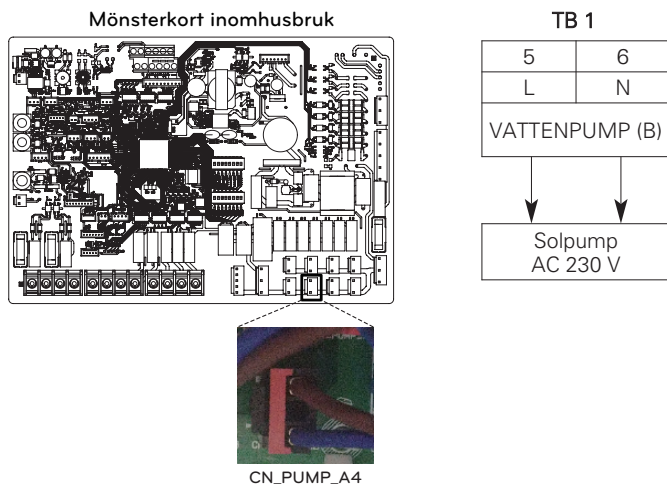 Mönsterkort inomhusbruk
TB 1
5 6
L N
VATTENPUMP (B)
Solpump
AC 230 V
CN_PUMP_A4